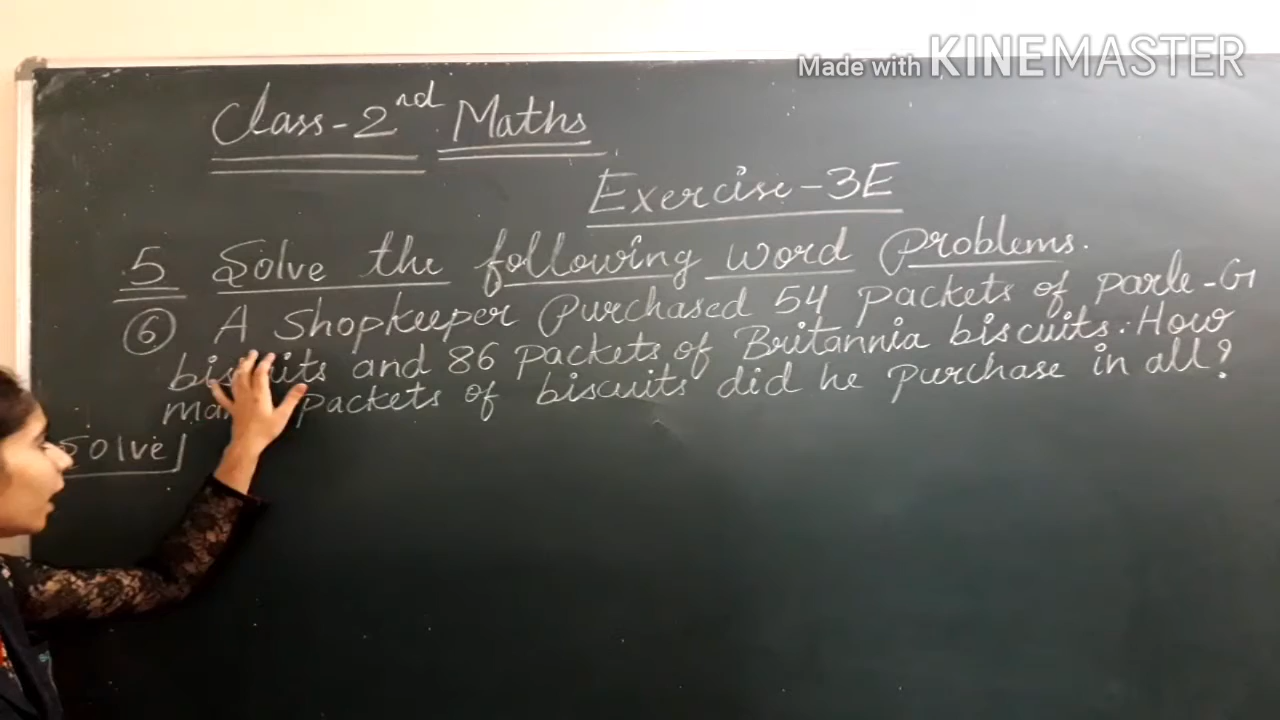 Made with KINEMASTER
Class-2nd Maths
Exercise-3E
5 Solve the following word problems.
6 A Shopkeeper Purchased 54 packets of parle-G
biscuits and 86 packets of Britannia biscuits. How
packets of biscuits did he purchase in all?
Solve